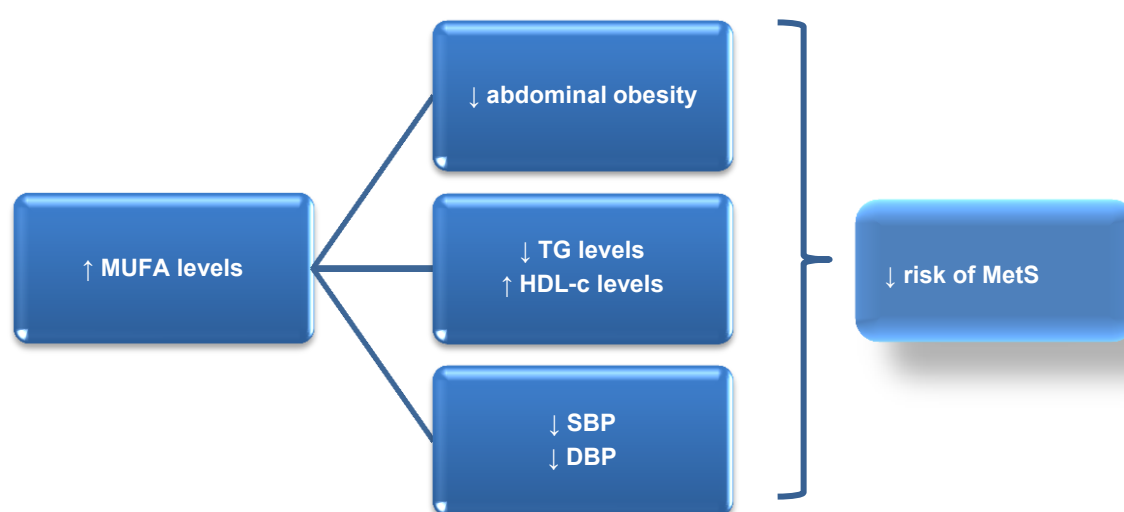 ↑ MUFA levels
↓ abdominal obesity
↓ TG levels
↑ HDL-c levels
↓ SBP
↓ DBP
↓ risk of MetS